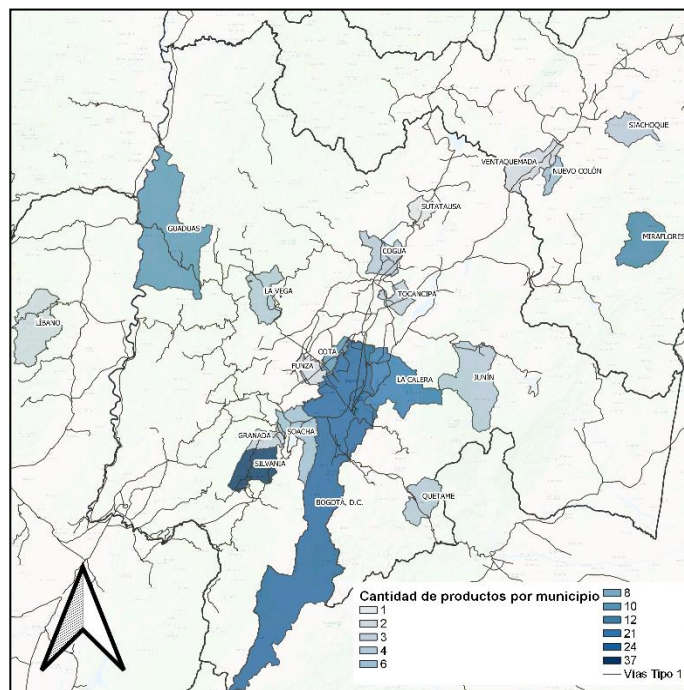 SIACHOQUE
VENTAQUEMADA
NUEVO COLÓN
SUTATAUSA
GUADUAS
MIRAFLORES
COGUA
LA VEGA
TOCANCIPÁ
LÍBANO
COTA
FUNZA
LA CALERA
JUNÍN
GRANADA
SOACHA
SILVANIA
QUETAME
BOGOTÁ, D.C.
Cantidad de productos por municipio
1
2
3
4
6
8
10
12
21
24
37
Vías Tipo 1